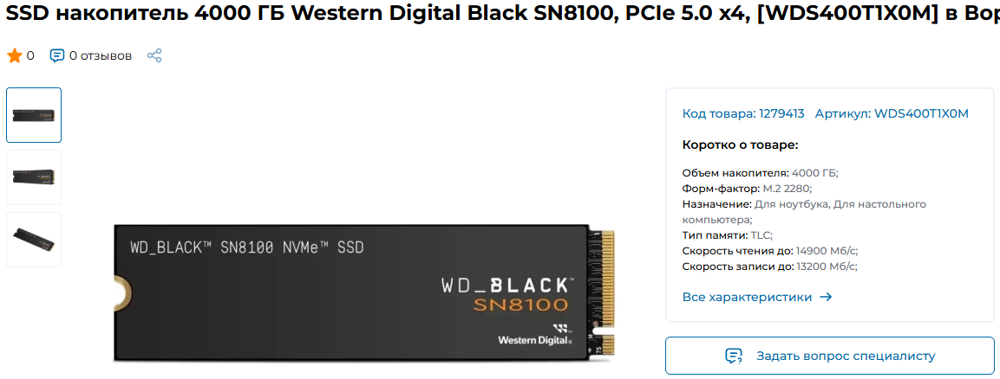 SSD накопитель 4000 ГБ Western Digital Black SN8100, PCIe 5.0 x4, [WDS400T1X0M] в
0
0 отзывов
WD_BLACK™ SN8100 NVMe™ SSD
WD_BLACK™
SN8100
Western Digital®
75
Код товара: 1279413 Артикул: WDS400T1X0M
Коротко о товаре:
Объем накопителя: 4000 ГБ;
Форм-фактор: M.2 2280;
Назначение: Для ноутбука, Для настольного
компьютера;
Тип памяти: TLC;
Скорость чтения до: 14900 Мб/с;
Скорость записи до: 13200 Мб/с;
Все характеристики
Задать вопрос специалисту